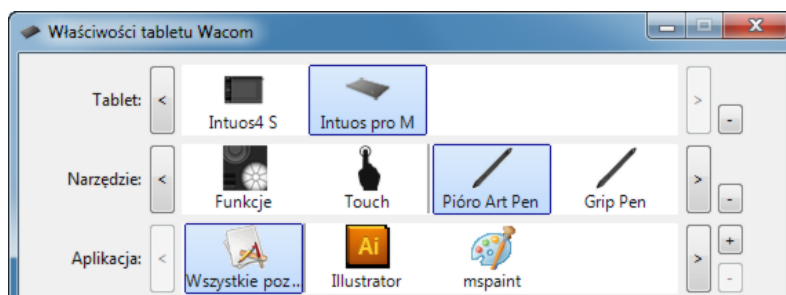 Właściwości tabletu Wacom
Tablet:
Intuos4 S
Intuos pro M
Narzędzie:
Funkcje
Touch
Pióro Art Pen
Grip Pen
Aplikacja:
Ai
Wszystkie poz...
Illustrator
mspaint